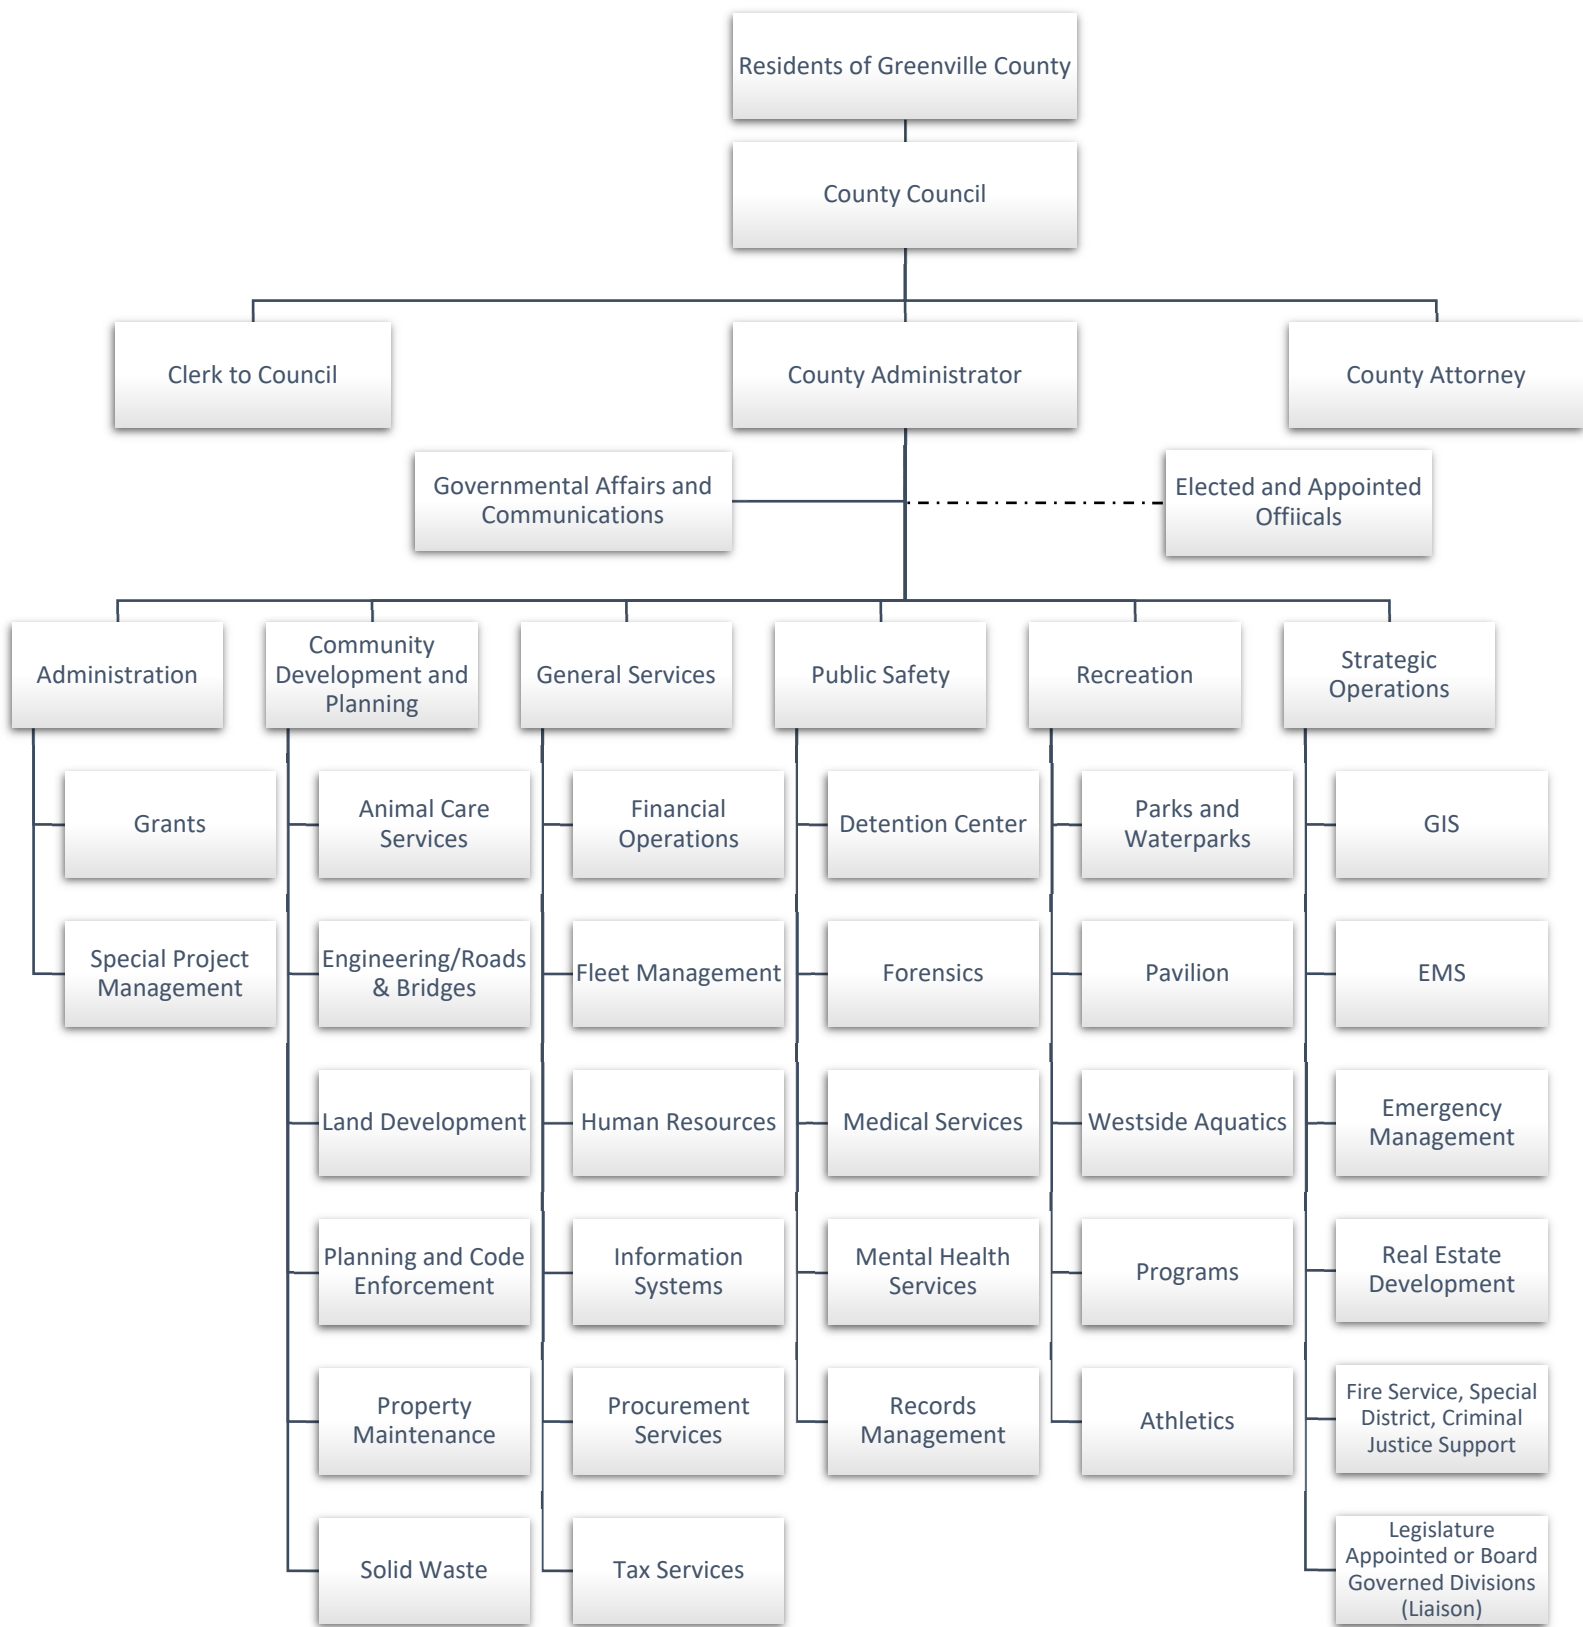 Residents of Greenville County
County Council
Clerk to Council
County Administrator
County Attorney
Governmental Affairs and
Communications
Elected and Appointed
Offiicals
Administration
Community
Development and
Planning
General Services
Public Safety
Recreation
Strategic
Operations
Grants
Animal Care
Services
Financial
Operations
Detention Center
Parks and
Waterparks
GIS
Special Project
Management
Engineering/Roads
& Bridges
Fleet Management
Forensics
Pavilion
EMS
Land Development
Human Resources
Medical Services
Westside Aquatics
Emergency
Management
Planning and Code
Enforcement
Information
Systems
Mental Health
Services
Programs
Real Estate
Development
Property
Maintenance
Procurement
Services
Records
Management
Athletics
Fire Service, Special
District, Criminal
Justice Support
Solid Waste
Tax Services
Legislature
Appointed or Board
Governed Divisions
(Liaison)